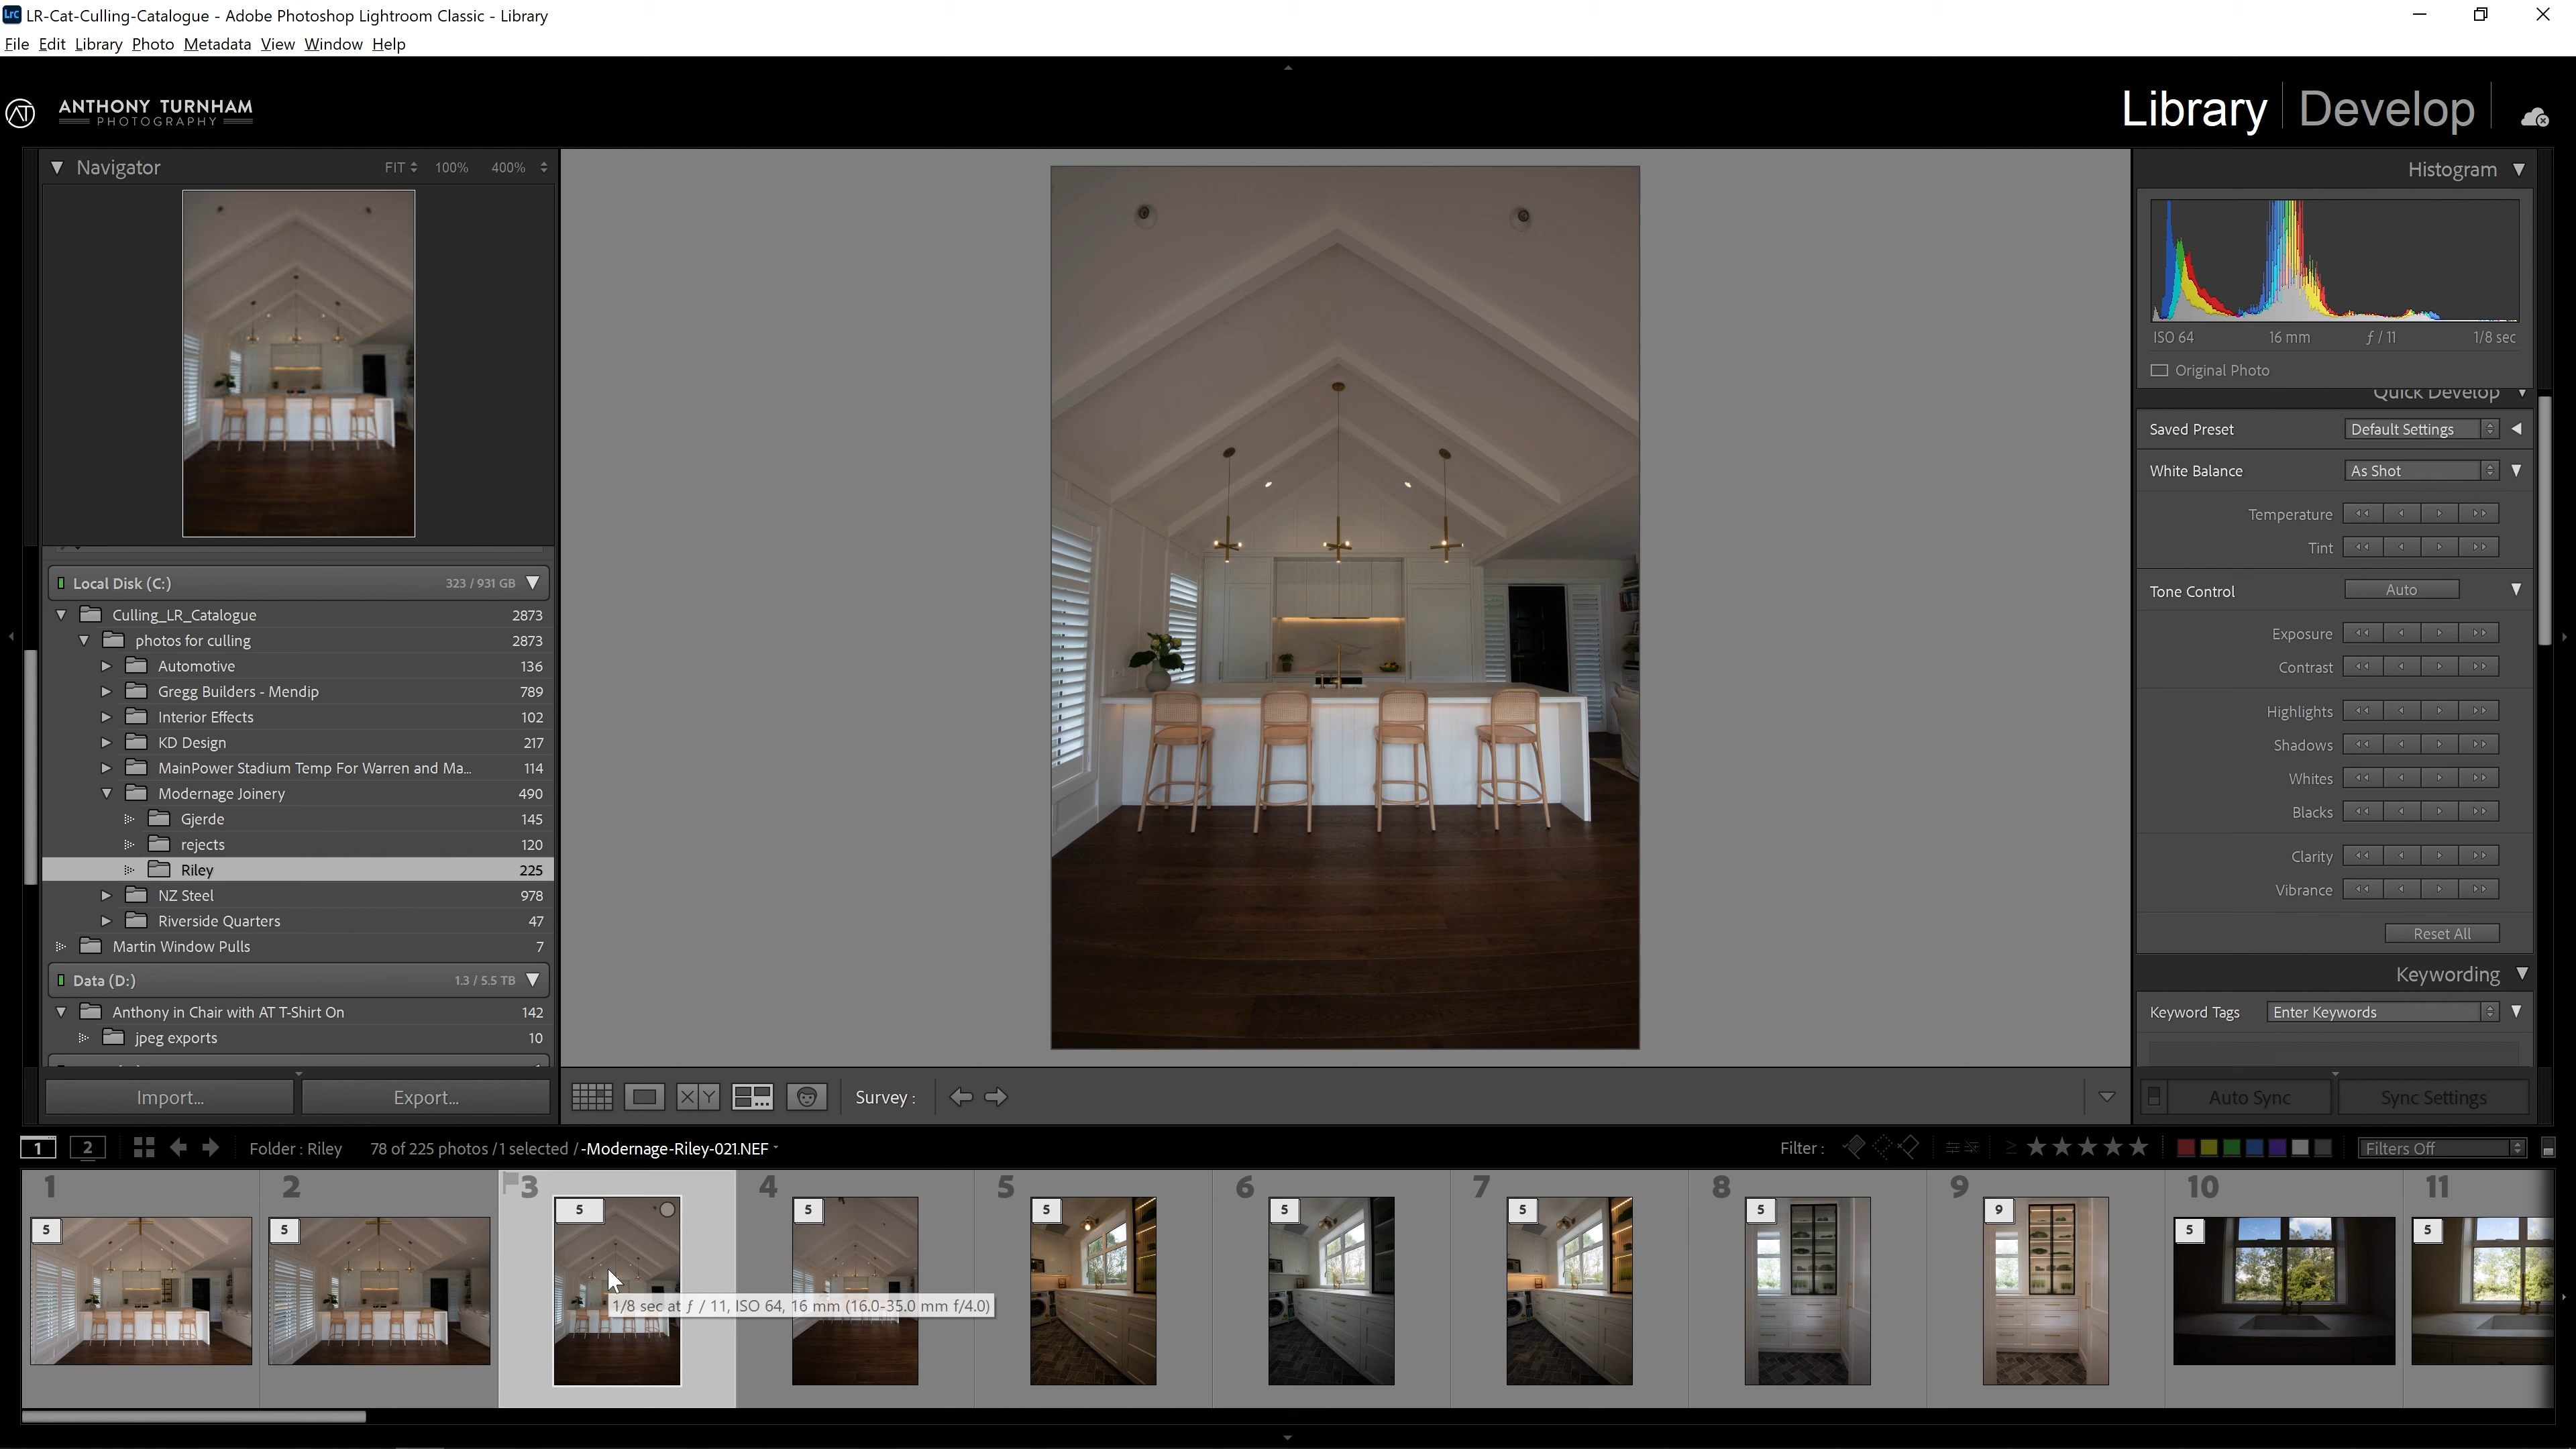 LR-Cat-Culling-Catalogue - Adobe Photoshop Lightroom Classic - Library
File Edit Library Photo Metadata View Window Help
ANTHONY TURNHAM
PHOTOGRAPHY
Library Develop
Navigator FIT 100% 400%
Local Disk (C:) 323 / 931 GB
Culling_LR_Catalogue 2873
photos for culling 2873
Automotive 136
Gregg Builders - Mendip 789
Interior Effects 102
KD Design 217
MainPower Stadium Temp For Warren and Ma... 114
Modernage Joinery 490
Gjerde 145
rejects 120
Riley 225
NZ Steel 978
Riverside Quarters 47
Martin Window Pulls 7
Data (D:) 1.3 / 5.5 TB
Anthony in Chair with AT T-Shirt On 142
jpeg exports 10
Import... Export...
Survey :
Histogram
ISO 64 16 mm ƒ / 11 1/8 sec
Original Photo
Quick Develop
Saved Preset Default Settings
White Balance As Shot
Temperature
Tint
Tone Control Auto
Exposure
Contrast
Highlights
Shadows
Whites
Blacks
Clarity
Vibrance
Reset All
Keywording
Keyword Tags Enter Keywords
Auto Sync Sync Settings
1 2 Folder : Riley 78 of 225 photos /1 selected /-Modernage-Riley-021.NEF Filter : Filters Off
1 2 3 4 5 6 7 8 9 10 11
5 5 5 5 5 5 5 5 9 5 5
1/8 sec at ƒ / 11, ISO 64, 16 mm (16.0-35.0 mm f/4.0)